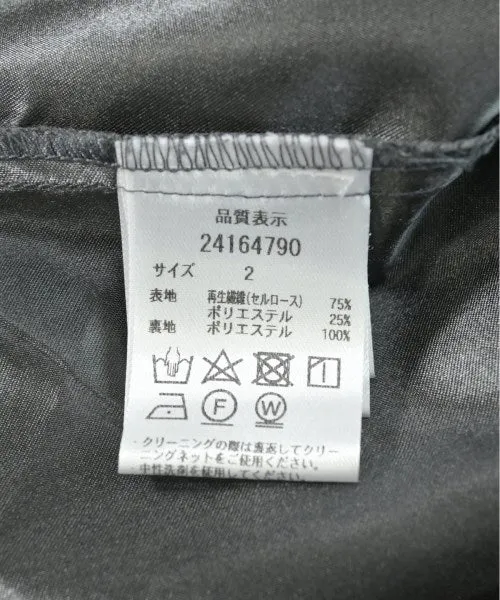 品質表示
24164790
サイズ 2
表地 再生繊維(セルロース) 75%
ポリエステル 25%
裏地 ポリエステル 100%
F W
・クリーニングの際は裏返してクリー
ニングネットをご使用ください。
・中性洗剤を使用してください。